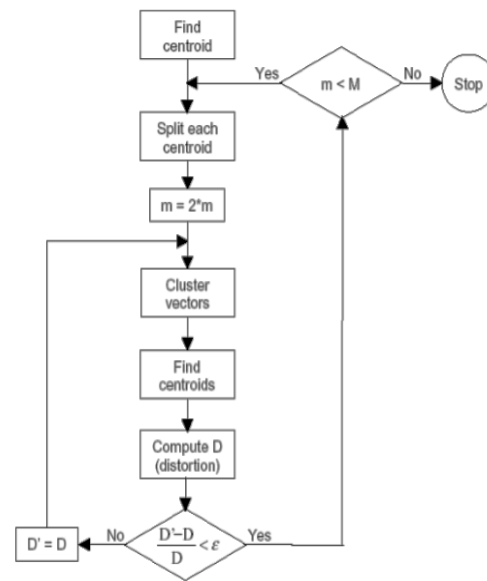 Find
centroid
Yes
m < M
No
Stop
Split each
centroid
m = 2*m
Cluster
vectors
Find
centroids
Compute D
(distortion)
D' = D
No
D'–D
D
< ε
Yes